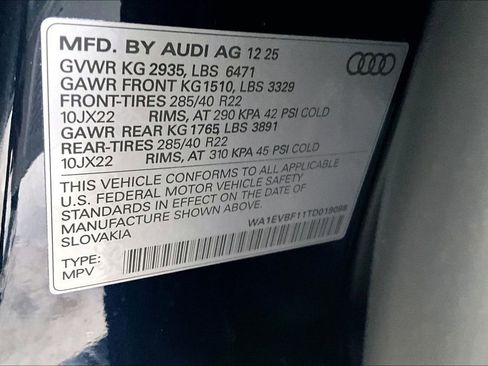 MFD. BY AUDI AG 12 25
GVWR KG 2935, LBS 6471
GAWR FRONT KG 1510, LBS 3329
FRONT-TIRES 285/40 R22
10JX22 RIMS, AT 290 KPA 42 PSI COLD
GAWR REAR KG 1765, LBS 3891
REAR-TIRES 285/40 R22
10JX22 RIMS, AT 310 KPA 45 PSI COLD
THIS VEHICLE CONFORMS TO ALL APPLICABLE
U.S. FEDERAL MOTOR VEHICLE SAFETY
STANDARDS IN EFFECT ON THE DATE OF
MANUFACTURE SHOWN ABOVE.
SLOVAKIA
WA1EVBF11TD019098
TYPE:
MPV